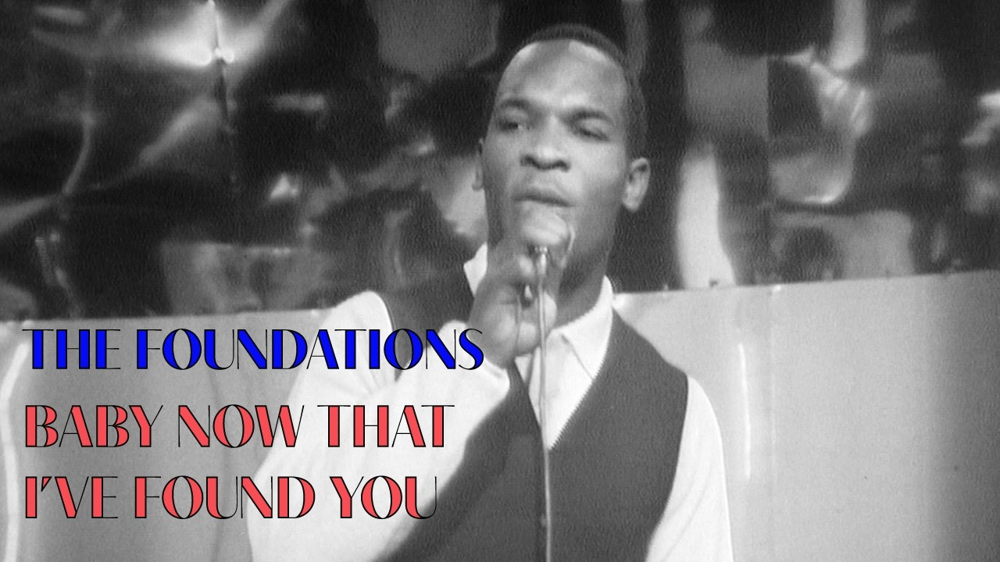 THE FOUNDATIONS
BABY NOW THAT
I'VE FOUND YOU